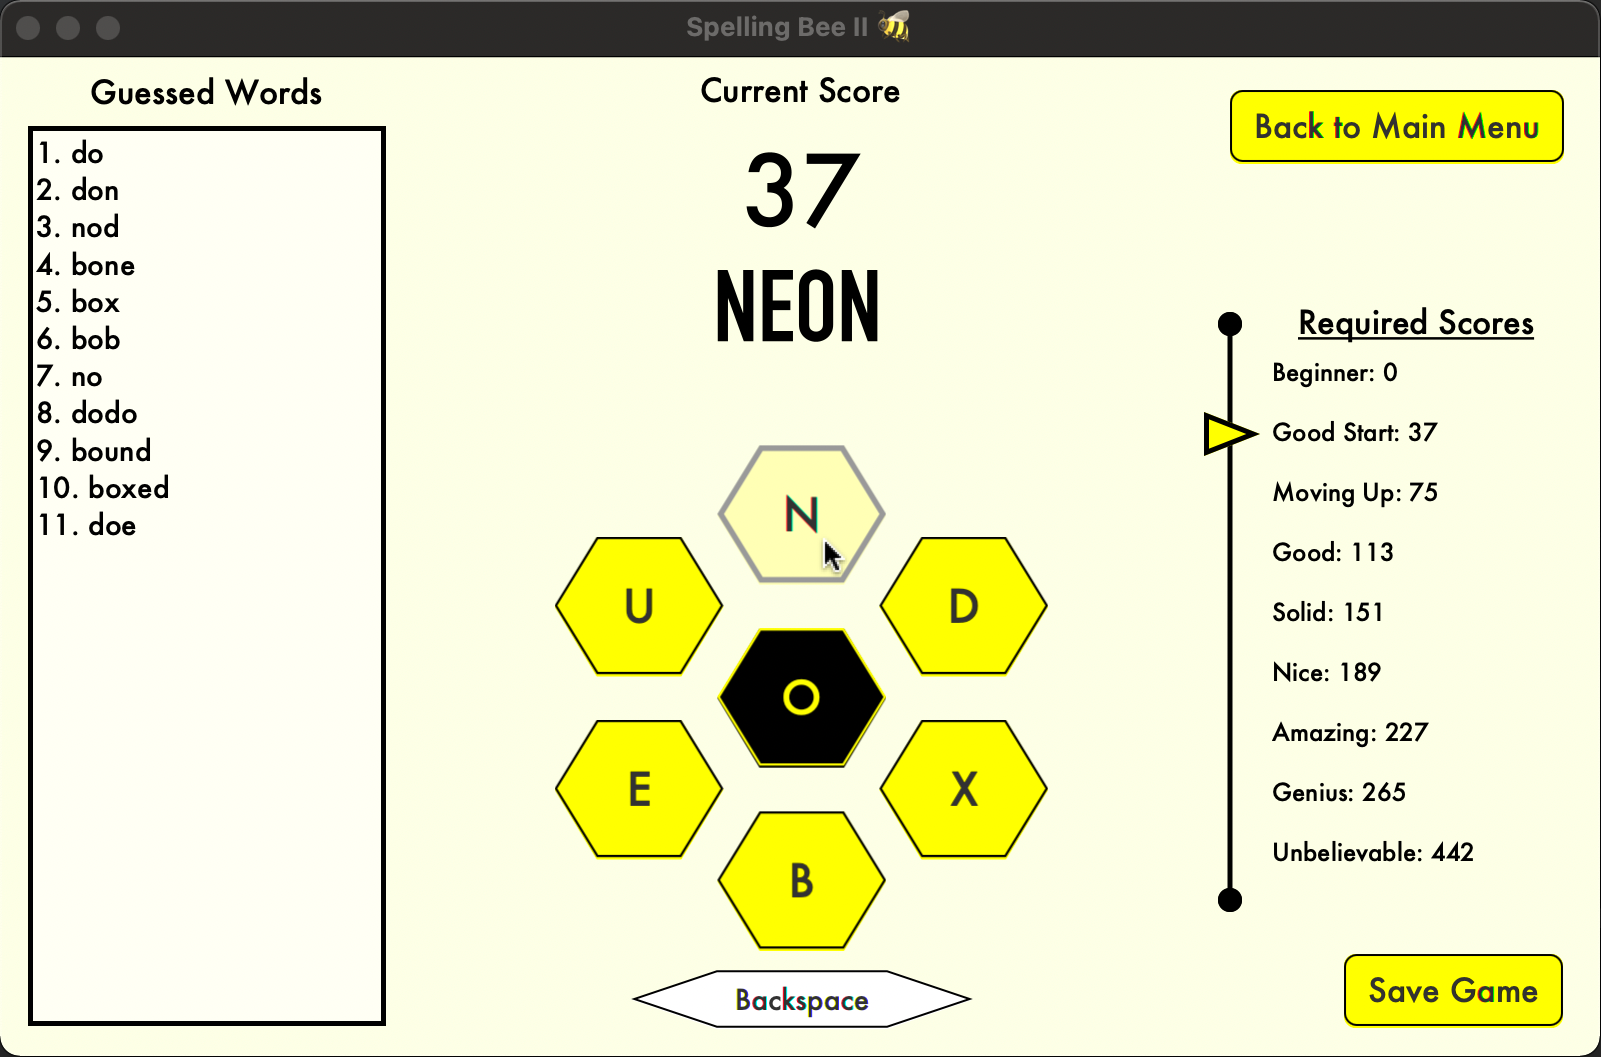 Spelling Bee II 🐝
Guessed Words
1. do
2. don
3. nod
4. bone
5. box
6. bob
7. no
8. dodo
9. bound
10. boxed
11. doe
Current Score
37
NEON
N
U
D
O
E
X
B
Backspace
Back to Main Menu
Required Scores
Beginner: 0
Good Start: 37
Moving Up: 75
Good: 113
Solid: 151
Nice: 189
Amazing: 227
Genius: 265
Unbelievable: 442
Save Game